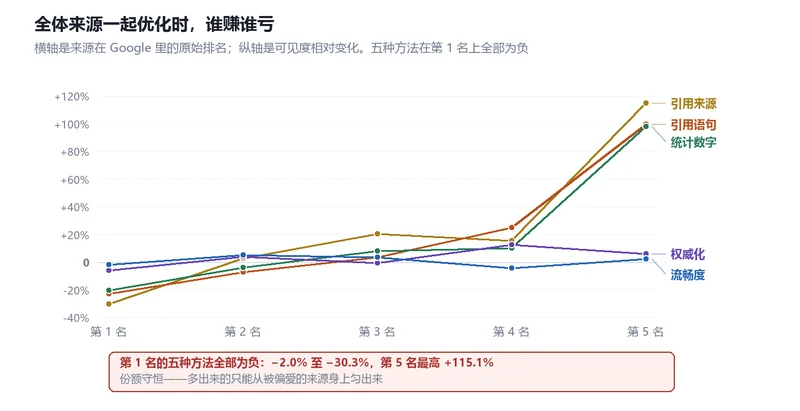 全体来源一起优化时，谁赚谁亏
横轴是来源在 Google 里的原始排名；纵轴是可见度相对变化。五种方法在第 1 名上全部为负
+120%
+100%
+80%
+60%
+40%
+20%
0
-20%
-40%
引用来源
引用语句
统计数字
权威化
流畅度
第 1 名
第 2 名
第 3 名
第 4 名
第 5 名
第 1 名的五种方法全部为负：−2.0% 至 −30.3%，第 5 名最高 +115.1%
份额守恒——多出来的只能从被偏爱的来源身上匀出来